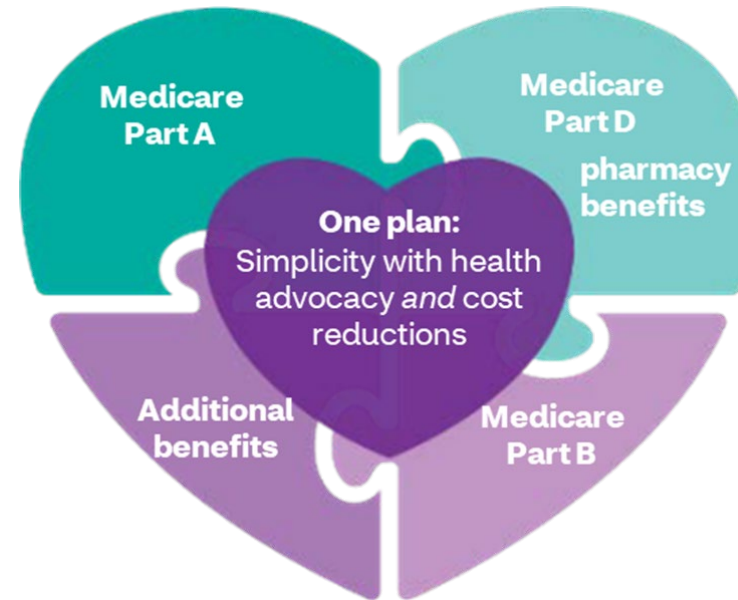 Medicare
Part A
Medicare
Part D
pharmacy
benefits
One plan:
Simplicity with health
advocacy and cost
reductions
Additional
benefits
Medicare
Part B